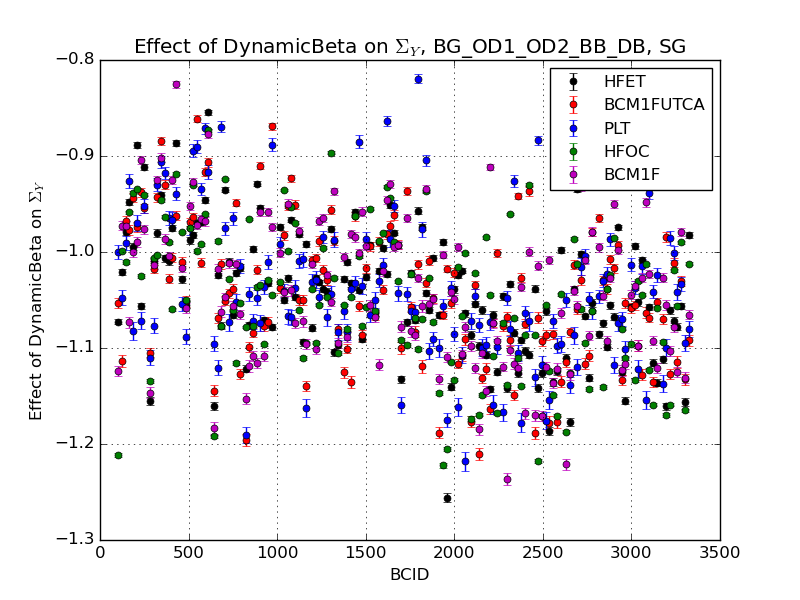 Effect of DynamicBeta on Σ_Y, BG_OD1_OD2_BB_DB, SG
HFET
BCM1FUTCA
PLT
HFOC
BCM1F
Effect of DynamicBeta on Σ_Y
−0.8
−0.9
−1.0
−1.1
−1.2
−1.3
0 500 1000 1500 2000 2500 3000 3500
BCID